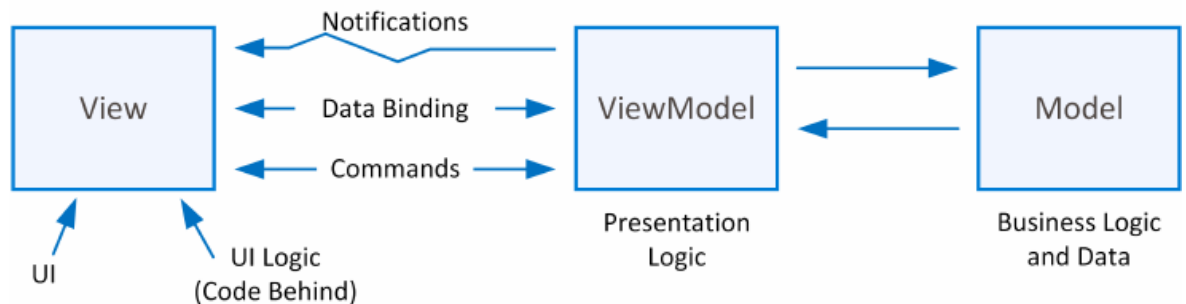 Notifications
View
Data Binding
ViewModel
Model
Commands
UI
UI Logic
(Code Behind)
Presentation
Logic
Business Logic
and Data